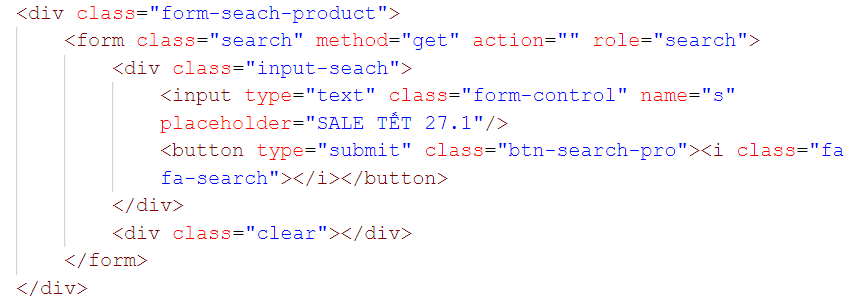 <div class="form-seach-product">
<form class="search" method="get" action="" role="search">
<div class="input-seach">
<input type="text" class="form-control" name="s"
placeholder="SALE TẾT 27.1"/>
<button type="submit" class="btn-search-pro"><i class="fa
fa-search"></i></button>
</div>
<div class="clear"></div>
</form>
</div>